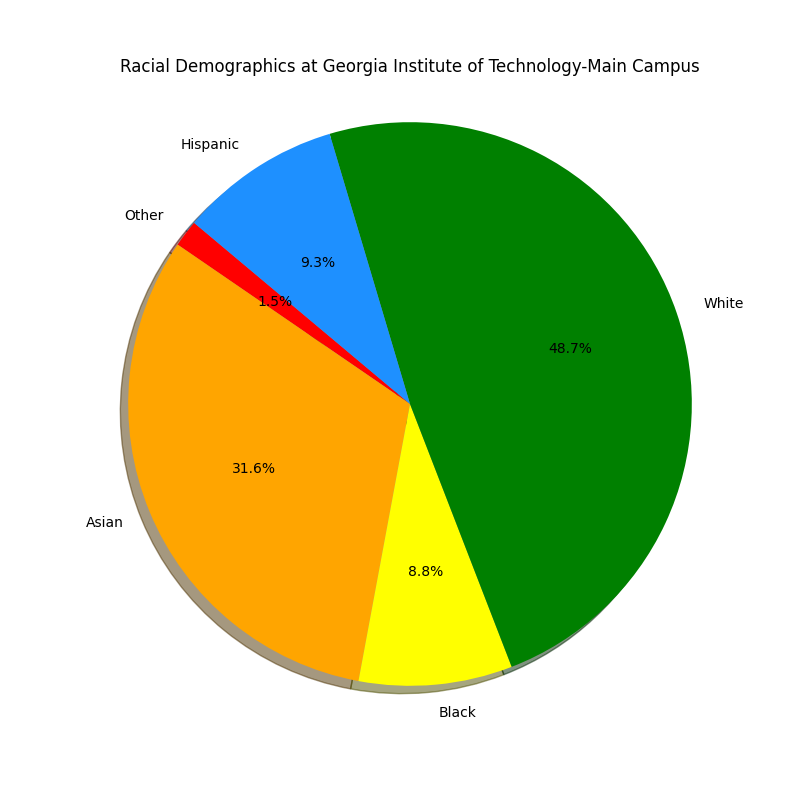 Racial Demographics at Georgia Institute of Technology-Main Campus
Hispanic
Other
9.3%
1.5%
White
48.7%
31.6%
Asian
8.8%
Black